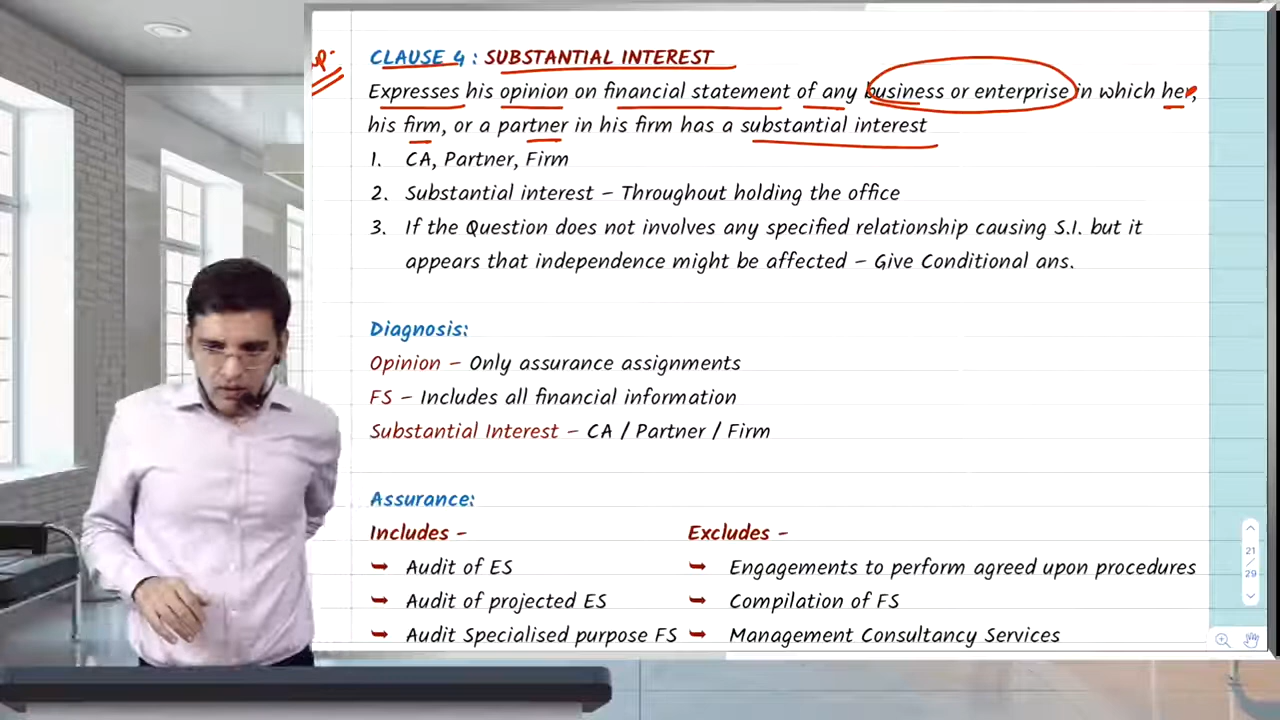 CLAUSE 4 : SUBSTANTIAL INTEREST
Expresses his opinion on financial statement of any business or enterprise in which her,
his firm, or a partner in his firm has a substantial interest
1. CA, Partner, Firm
2. Substantial interest – Throughout holding the office
3. If the Question does not involves any specified relationship causing S.I. but it
appears that independence might be affected – Give Conditional ans.
Diagnosis:
Opinion – Only assurance assignments
FS – Includes all financial information
Substantial Interest – CA / Partner / Firm
Assurance:
Includes – Excludes –
➥ Audit of ES ➥ Engagements to perform agreed upon procedures
➥ Audit of projected ES ➥ Compilation of FS
➥ Audit Specialised purpose FS ➥ Management Consultancy Services
21
/
29